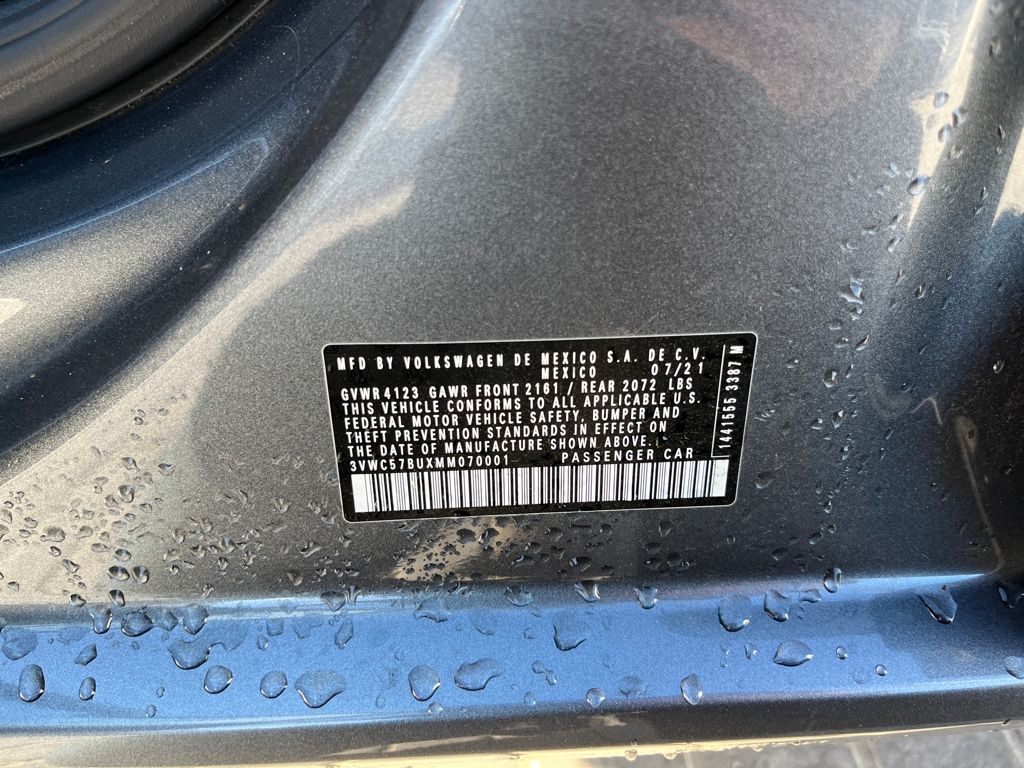 MFD BY VOLKSWAGEN DE MEXICO S.A. DE C.V.
MEXICO 07/21
GVWR 4123 GAWR FRONT 2161 / REAR 2072 LBS
THIS VEHICLE CONFORMS TO ALL APPLICABLE U.S.
FEDERAL MOTOR VEHICLE SAFETY, BUMPER AND
THEFT PREVENTION STANDARDS IN EFFECT ON
THE DATE OF MANUFACTURE SHOWN ABOVE.
3VWC57BUXMM070001 PASSENGER CAR
1441555 3387 M